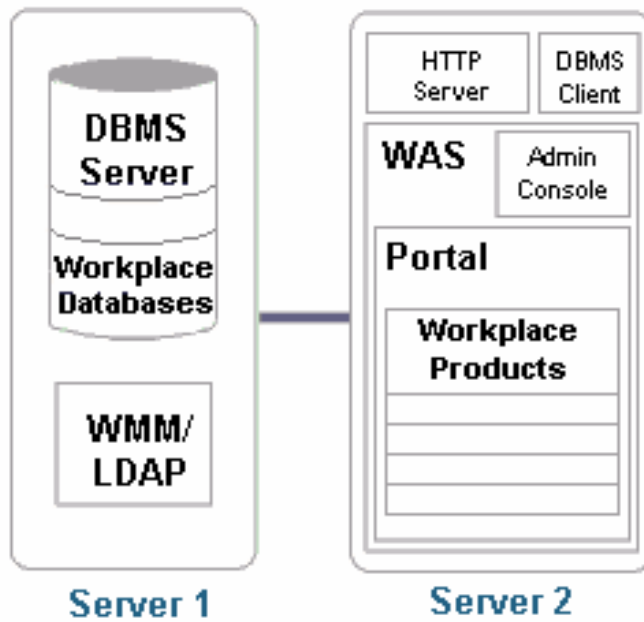 DBMS
Server
Workplace
Databases
WMM/
LDAP
Server 1
HTTP
Server
DBMS
Client
WAS
Admin
Console
Portal
Workplace
Products
Server 2